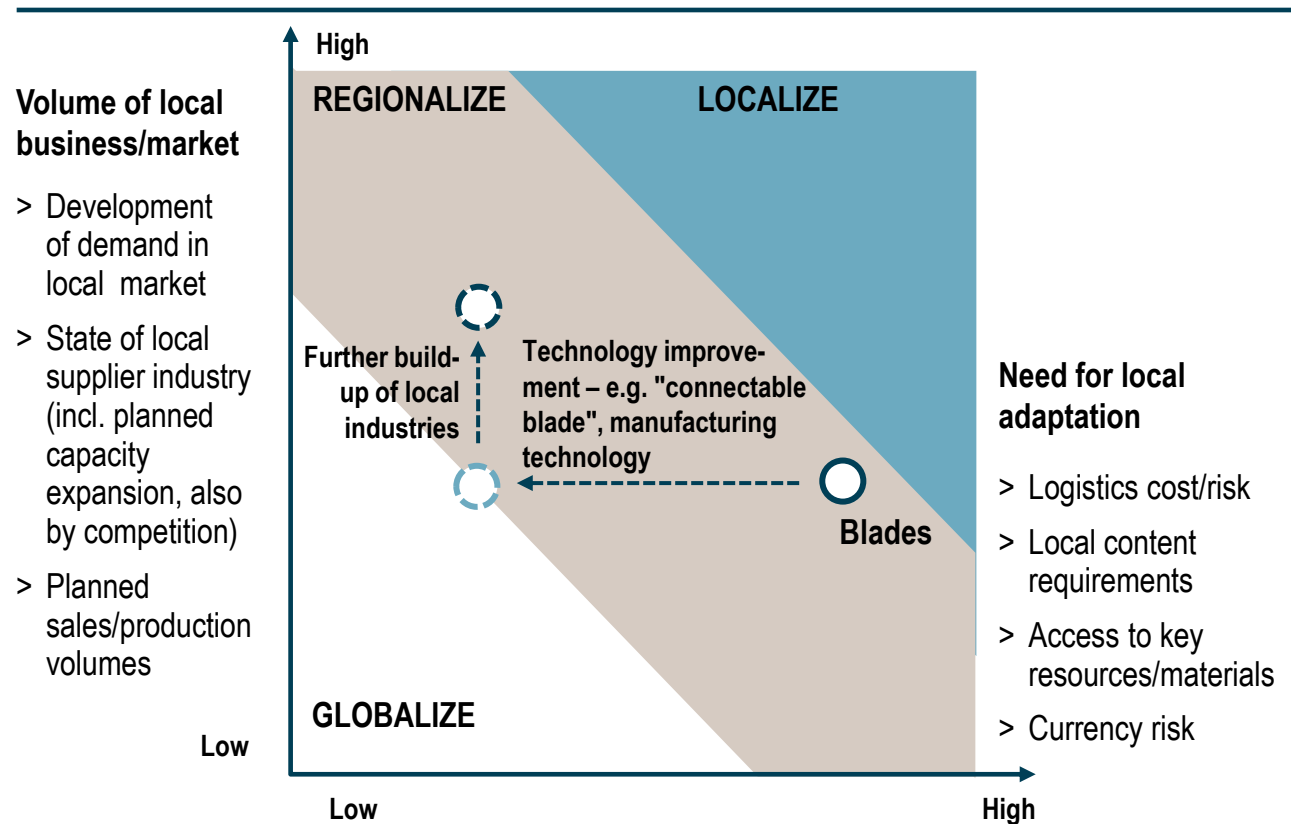 High
REGIONALIZE
LOCALIZE
Volume of local
business/market
> Development
of demand in
local market
> State of local
supplier industry
(incl. planned
capacity
expansion, also
by competition)
> Planned
sales/production
volumes
Further build-
up of local
industries
Technology improve-
ment – e.g. "connectable
blade", manufacturing
technology
Blades
Need for local
adaptation
> Logistics cost/risk
> Local content
requirements
> Access to key
resources/materials
> Currency risk
GLOBALIZE
Low
Low
High